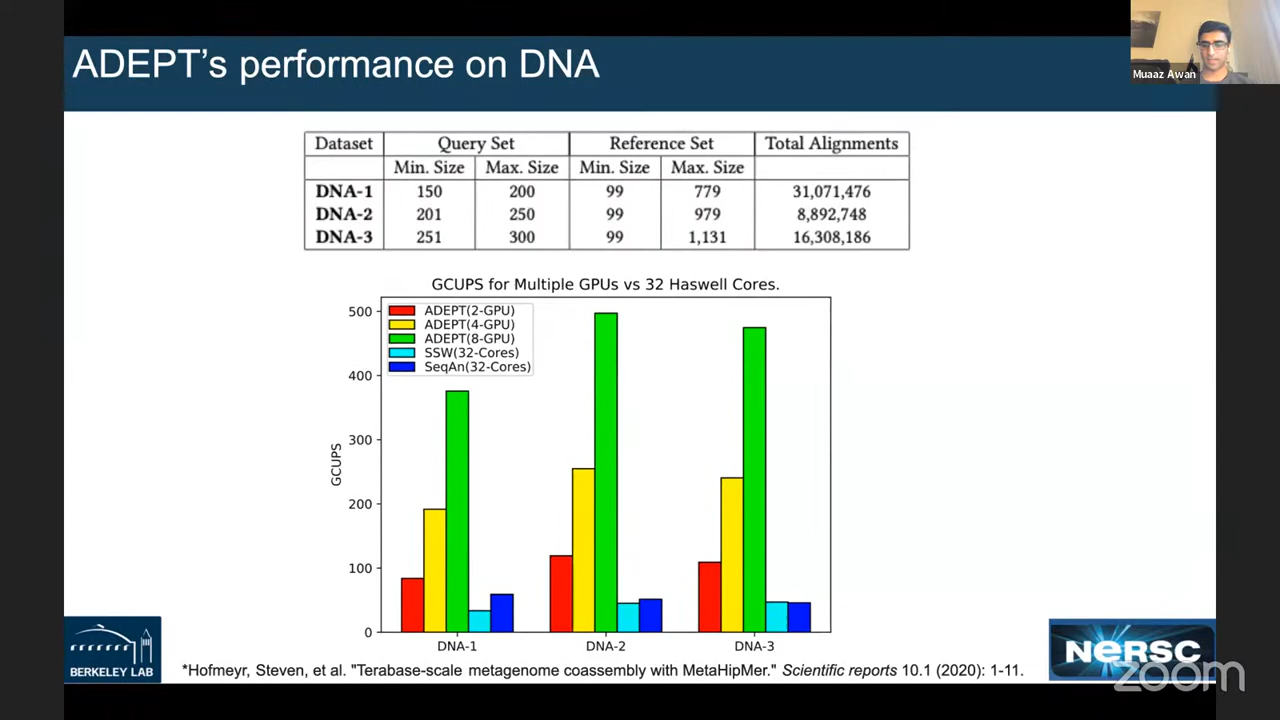 ADEPT's performance on DNA
Muaaz Awan
Dataset Query Set Reference Set Total Alignments
Min. Size Max. Size Min. Size Max. Size
DNA-1 150 200 99 779 31,071,476
DNA-2 201 250 99 979 8,892,748
DNA-3 251 300 99 1,131 16,308,186
GCUPS for Multiple GPUs vs 32 Haswell Cores.
ADEPT(2-GPU)
ADEPT(4-GPU)
ADEPT(8-GPU)
SSW(32-Cores)
SeqAn(32-Cores)
500
400
300
200
100
0
GCUPS
DNA-1 DNA-2 DNA-3
BERKELEY LAB
*Hofmeyr, Steven, et al. "Terabase-scale metagenome coassembly with MetaHipMer." Scientific reports 10.1 (2020): 1-11.
NERSC
zoom